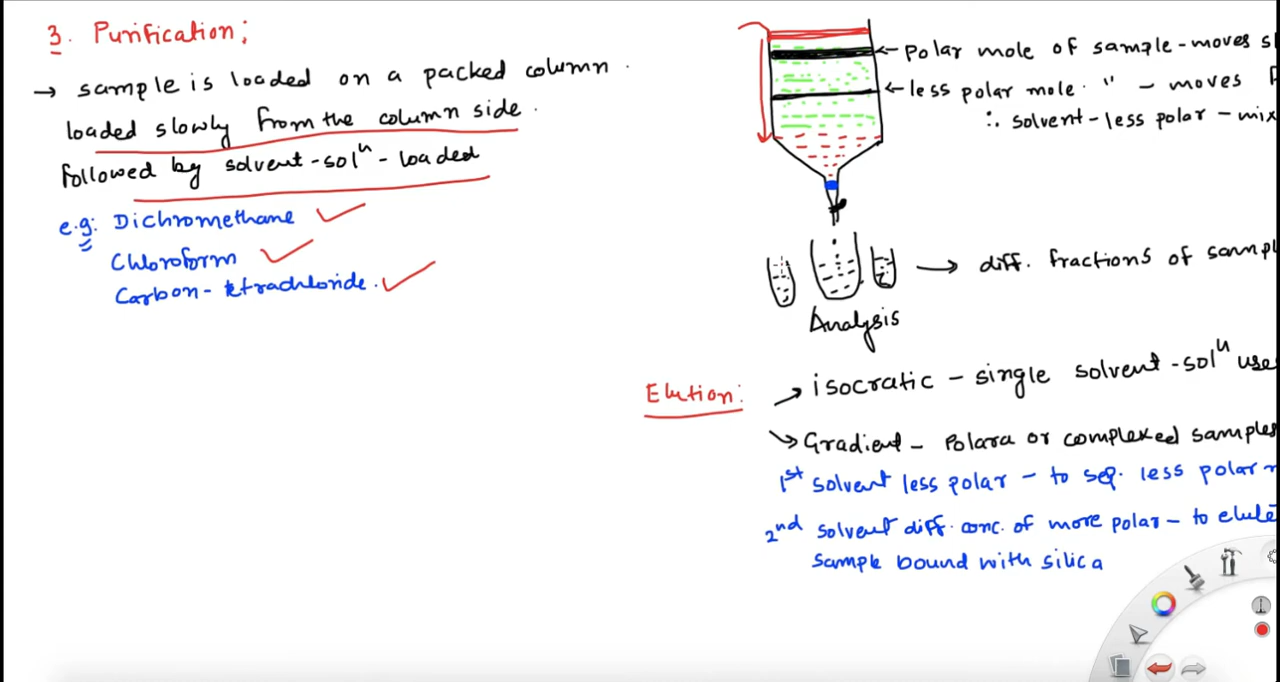 3. Purification;
→ sample is loaded on a packed column.
loaded slowly from the column side.
followed by solvent-solⁿ-loaded
e.g: Dichromethane
Chloroform
Carbon-tetrachloride.
← Polar mole of sample-moves s
← less polar mole. " - moves f
∴ solvent-less polar - mix
→ diff. fractions of sampl
Analysis
Elution:
→ isocratic - single solvent-solⁿ use
→ Gradient - Polara or complexed samples
1st solvent less polar - to sep. less polar
2nd solvent diff. conc. of more polar - to elute
sample bound with silica